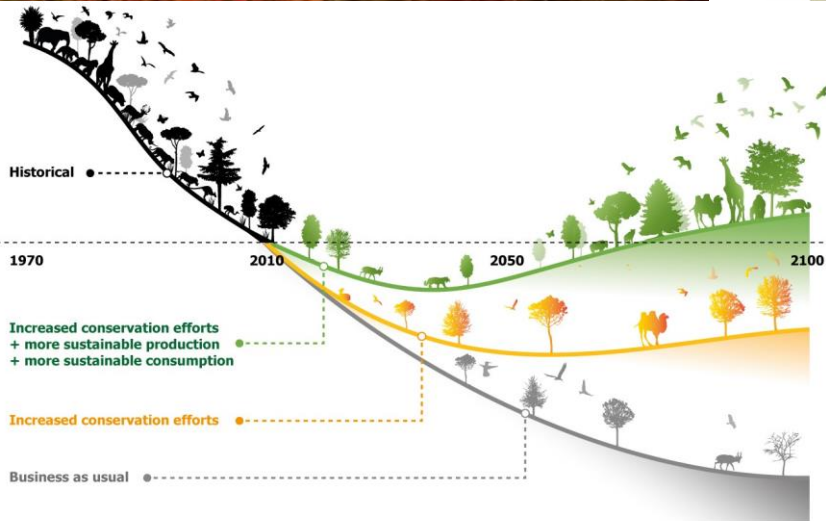 Historical
1970
2010
2050
2100
Increased conservation efforts
+ more sustainable production
+ more sustainable consumption
Increased conservation efforts
Business as usual